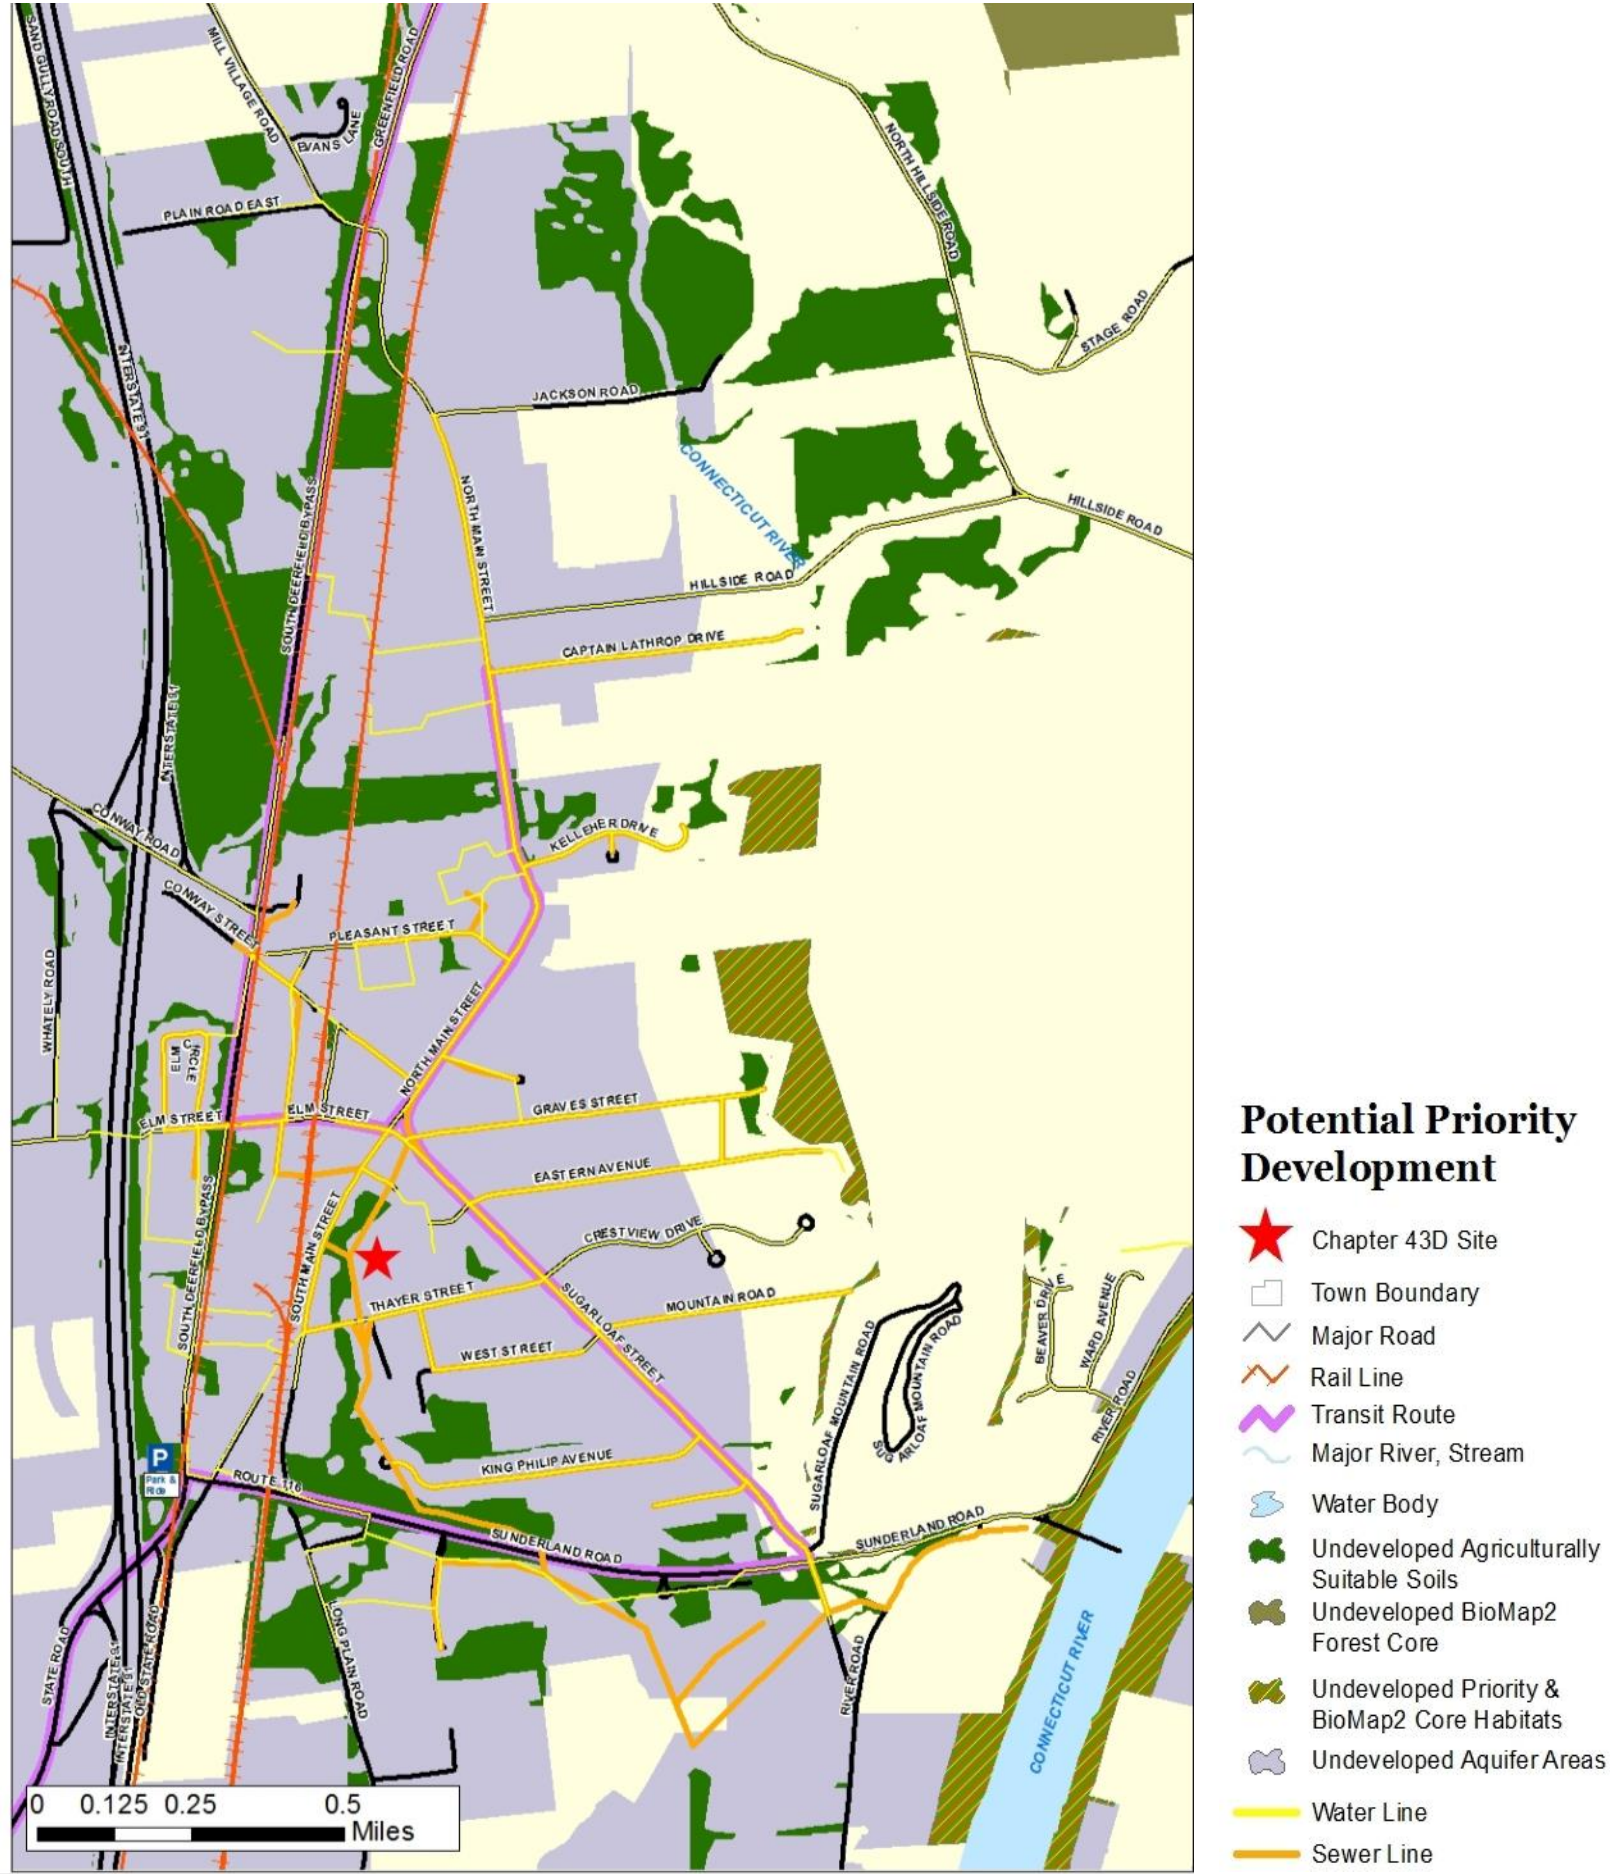 SAND GULLY ROAD SOUTH
MILL VILLAGE ROAD
EVANS LANE
GREENFIELD ROAD
PLAIN ROAD EAST
NORTH HILLSIDE ROAD
STAGE ROAD
INTERSTATE 91
JACKSON ROAD
CONNECTICUT RIVER
NORTH MAIN STREET
SOUTH DEERFIELD BYPASS
HILLSIDE ROAD
HILLSIDE ROAD
CAPTAIN LATHROP DRIVE
INTERSTATE 91
CONWAY ROAD
KELLEHER DRIVE
CONWAY STREET
PLEASANT STREET
WHATELY ROAD
NORTH MAIN STREET
ELM CIRCLE
ELM STREET
ELM STREET
GRAVES STREET
EASTERN AVENUE
SOUTH DEERFIELD BYPASS
SOUTH MAIN STREET
CRESTVIEW DRIVE
THAYER STREET
SUGARLOAF STREET
MOUNTAIN ROAD
WEST STREET
SUGARLOAF MOUNTAIN ROAD
SUGARLOAF MOUNTAIN ROAD
BEAVER DRIVE
WARD AVENUE
RIVER ROAD
P
Park &
Ride
ROUTE 116
KING PHILIP AVENUE
SUNDERLAND ROAD
SUNDERLAND ROAD
STATE ROAD
INTERSTATE 91
INTERSTATE 91
OLD STATE ROAD
LONG PLAIN ROAD
RIVER ROAD
CONNECTICUT RIVER
0 0.125 0.25 0.5
Miles
Potential Priority
Development
Chapter 43D Site
Town Boundary
Major Road
Rail Line
Transit Route
Major River, Stream
Water Body
Undeveloped Agriculturally
Suitable Soils
Undeveloped BioMap2
Forest Core
Undeveloped Priority &
BioMap2 Core Habitats
Undeveloped Aquifer Areas
Water Line
Sewer Line